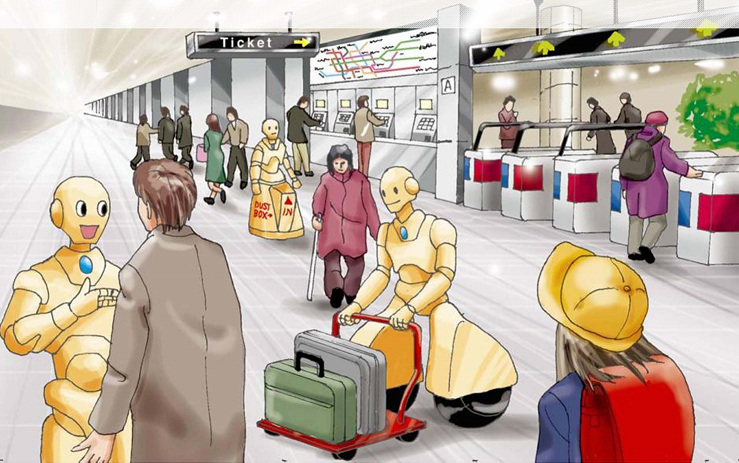 Ticket →
A
DUST
BOX→
IN